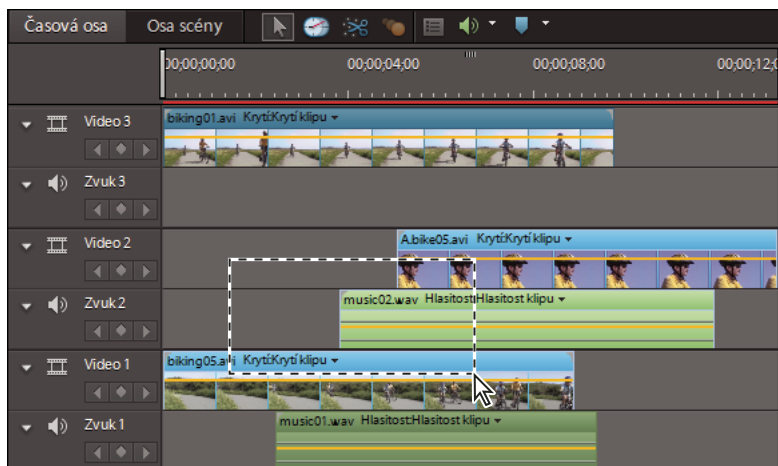 Časová osa Osa scény
00;00;00;00 00;00;04;00 00;00;08;00 00;00;12;0
Video 3 biking01.avi Krytí:Krytí klipu
Zvuk 3
Video 2 A.bike05.avi Krytí:Krytí klipu
Zvuk 2 music02.wav Hlasitost:Hlasitost klipu
Video 1 biking05.avi Krytí:Krytí klipu
Zvuk 1 music01.wav Hlasitost:Hlasitost klipu